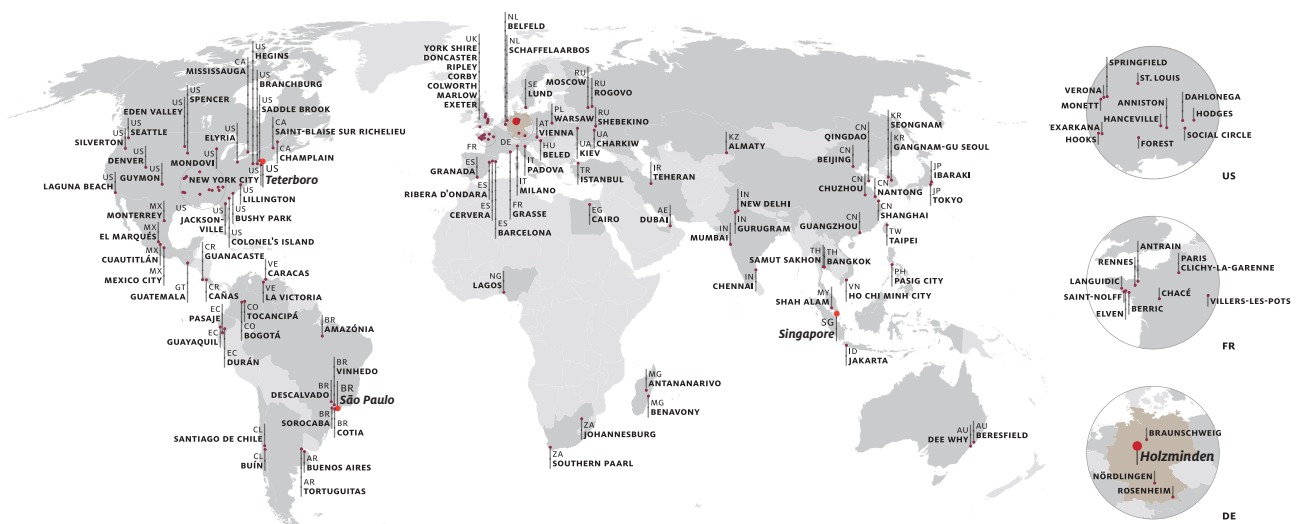 NL
BELFELD
NL
SCHAFFELAARBOS
UK
YORK SHIRE
DONCASTER
RIPLEY
CORBY
COLWORTH
MARLOW
EXETER
US
HEGINS
CA
MISSISSAUGA
US
BRANCHBURG
US
SPENCER
US
EDEN VALLEY
US
SADDLE BROOK
US
SEATTLE
US
SILVERTON
US
ELYRIA
CA
SAINT-BLAISE SUR RICHELIEU
CA
CHAMPLAIN
US
DENVER
US
MONDOVI
US
GUYMON
US
NEW YORK CITY
US
Teterboro
US
LAGUNA BEACH
US
LILLINGTON
US
JACKSON-
VILLE
US
BUSHY PARK
US
COLONEL'S ISLAND
MX
MONTERREY
MX
EL MARQUÉS
MX
CUAUTITLÁN
MX
MEXICO CITY
GT
GUATEMALA
CR
GUANACASTE
CR
CAÑAS
VE
CARACAS
VE
LA VICTORIA
CO
TOCANCIPÁ
CO
BOGOTÁ
EC
PASAJE
EC
GUAYAQUIL
EC
DURÁN
BR
AMAZÓNIA
BR
VINHEDO
BR
DESCALVADO
BR
São Paulo
BR
SOROCABA
BR
COTIA
CL
SANTIAGO DE CHILE
CL
BUÍN
AR
BUENOS AIRES
AR
TORTUGUITAS
SE
LUND
RU
MOSCOW
RU
ROGOVO
PL
WARSAW
RU
SHEBEKINO
AT
VIENNA
UA
CHARKIW
HU
BELED
UA
KIEV
FR
DE
ES
GRANADA
IT
PADOVA
IT
MILANO
TR
ISTANBUL
ES
RIBERA D'ONDARA
ES
CERVERA
FR
GRASSE
ES
BARCELONA
EG
CAIRO
NG
LAGOS
MG
ANTANANARIVO
MG
BENAVONY
ZA
JOHANNESBURG
ZA
SOUTHERN PAARL
KZ
ALMATY
IR
TEHERAN
AE
DUBAI
IN
NEW DELHI
IN
GURUGRAM
IN
MUMBAI
IN
CHENNAI
KR
SEONGNAM
CN
QINGDAO
KR
GANGNAM-GU SEOUL
CN
BEIJING
JP
IBARAKI
CN
CHUZHOU
CN
NANTONG
JP
TOKYO
CN
SHANGHAI
CN
GUANGZHOU
TW
TAIPEI
TH
SAMUT SAKHON
TH
BANGKOK
PH
PASIG CITY
VN
HO CHI MINH CITY
MY
SHAH ALAM
SG
Singapore
ID
JAKARTA
AU
DEE WHY
AU
BERESFIELD
SPRINGFIELD
ST. LOUIS
VERONA
MONETT
ANNISTON
DAHLONEGA
HANCEVILLE
HODGES
EXARKANA
HOOKS
SOCIAL CIRCLE
FOREST
US
ANTRAIN
RENNES
PARIS
CLICHY-LA-GARENNE
LANGUIDIC
SAINT-NOLFF
CHACÉ
VILLERS-LES-POTS
BERRIC
ELVEN
FR
BRAUNSCHWEIG
Holzminden
NÖRDLINGEN
ROSENHEIM
DE